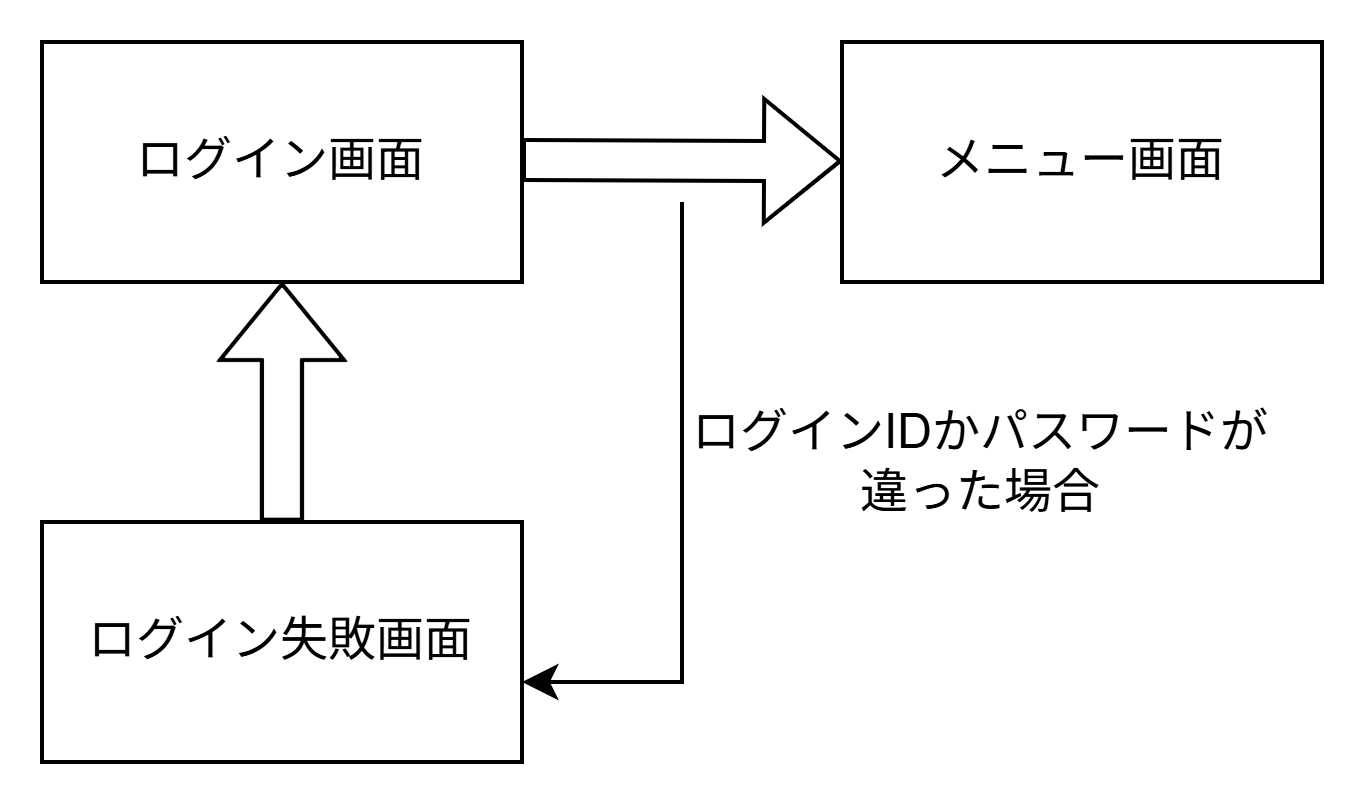 ログイン画面
メニュー画面
ログインIDかパスワードが
違った場合
ログイン失敗画面